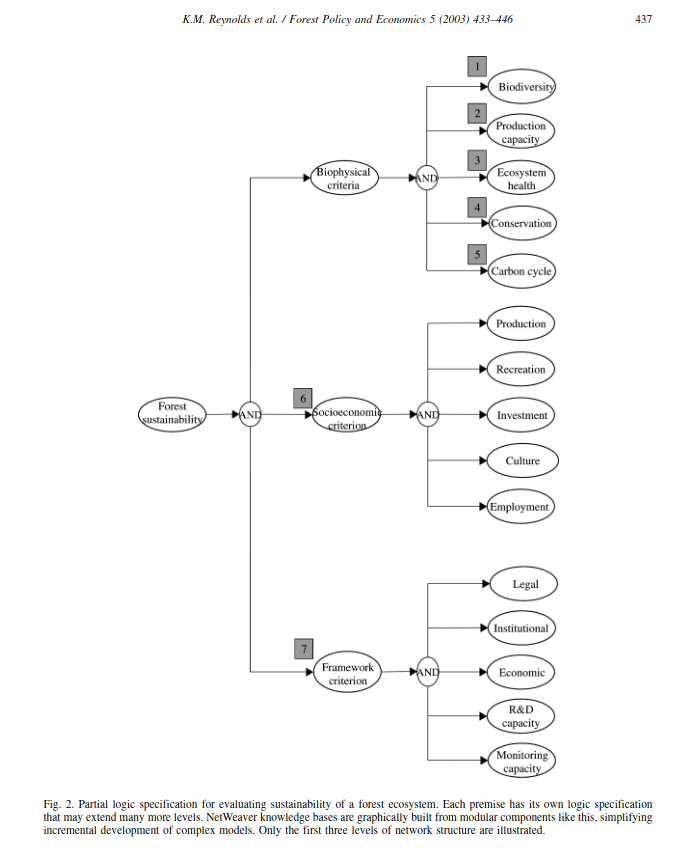 K.M. Reynolds et al. / Forest Policy and Economics 5 (2003) 433–446
437
1
Biodiversity
2
Production
capacity
3
Biophysical
criteria
AND
Ecosystem
health
4
Conservation
5
Carbon cycle
Production
Recreation
6
Forest
sustainability
AND
Socioeconomic
criterion
AND
Investment
Culture
Employment
Legal
Institutional
7
Framework
criterion
AND
Economic
R&D
capacity
Monitoring
capacity
Fig. 2. Partial logic specification for evaluating sustainability of a forest ecosystem. Each premise has its own logic specification
that may extend many more levels. NetWeaver knowledge bases are graphically built from modular components like this, simplifying
incremental development of complex models. Only the first three levels of network structure are illustrated.